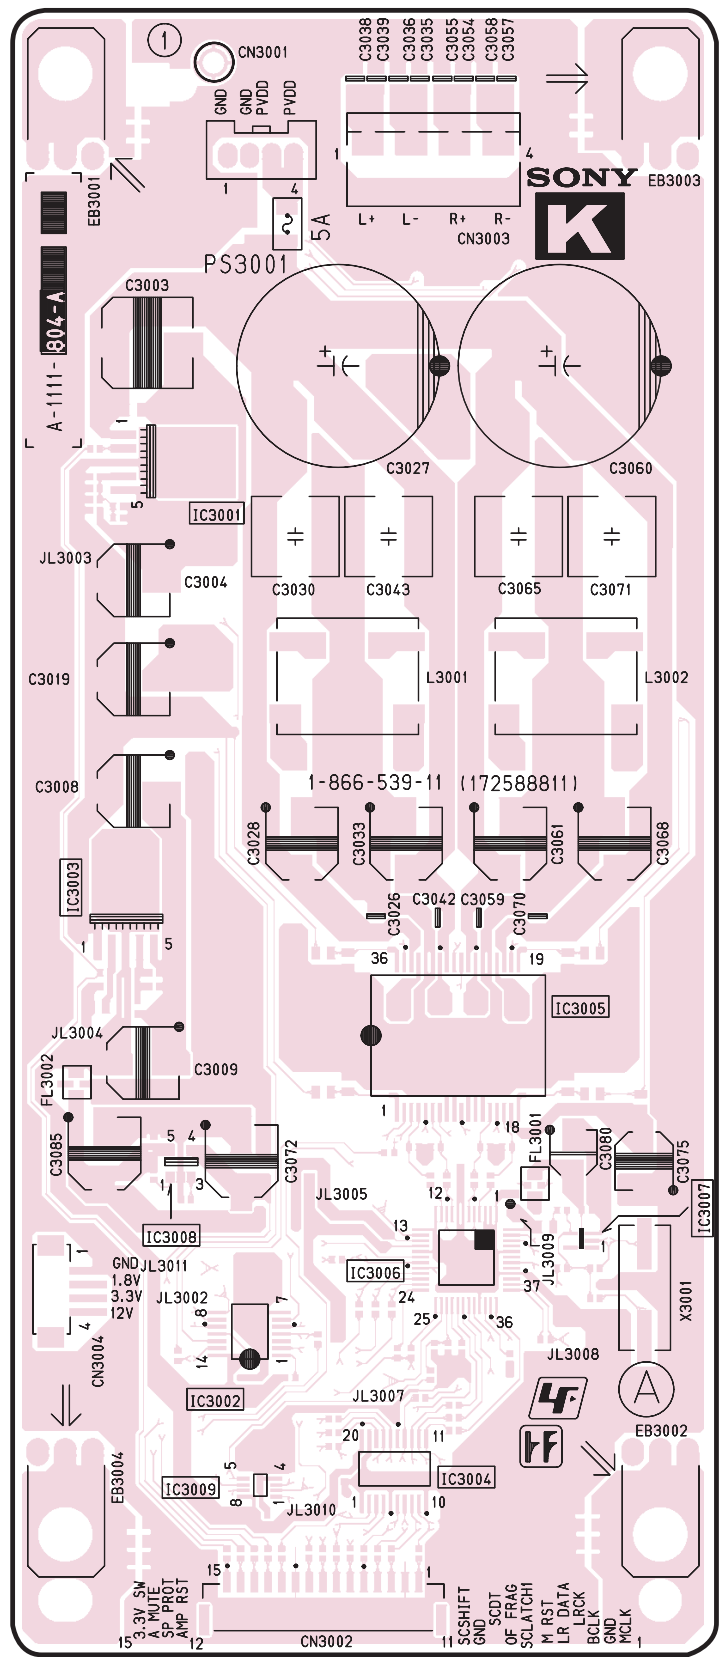 1
CN3001
C3038
C3039
C3036
C3035
C3055
C3054
C3058
C3057
GND
GND
PVDD
PVDD
1
4
1
4
L+
L-
R+
R-
CN3003
SONY
K
EB3001
EB3003
5A
PS3001
C3003
A-1111-804-A
1
5
IC3001
C3027
C3060
JL3003
C3004
C3030
C3043
C3065
C3071
C3019
L3001
L3002
C3008
1-866-539-11 (172588811)
C3028
C3033
C3061
C3068
IC3003
C3026
C3042
C3059
C3070
1
5
36
19
IC3005
JL3004
C3009
FL3002
1
18
FL3001
C3080
C3075
C3085
5
4
1
3
C3072
IC3008
JL3005
12
1
13
24
25
36
37
IC3006
JL3009
1
IC3007
X3001
1
4
GND
1.8V
3.3V
12V
CN3004
JL3011
JL3002
8
7
14
1
IC3002
JL3008
JL3007
A
EB3002
20
11
IC3004
1
10
EB3004
IC3009
5
4
8
1
JL3010
15
1
3.3V SW
A MUTE
SP PROT
AMP RST
15
12
CN3002
11
SCSHIFT
GND
SCDT
OF FRAG
SCLATCH1
M RST
LR DATA
LRCK
BCLK
GND
MCLK
1